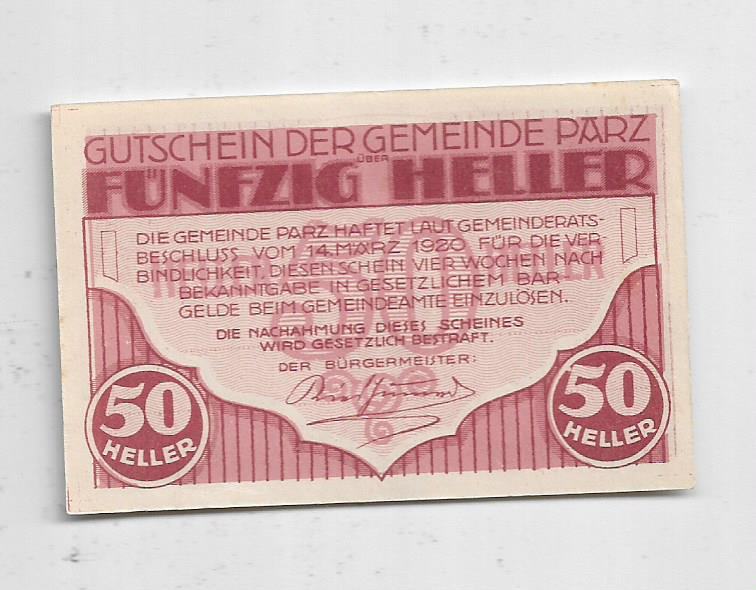 GUTSCHEIN DER GEMEINDE PARZ
ÜBER
FÜNFZIG HELLER
DIE GEMEINDE PARZ HAFTET LAUT GEMEINDERATS-
BESCHLUSS VOM 14. MÄRZ 1920 FÜR DIE VER-
BINDLICHKEIT, DIESEN SCHEIN VIER WOCHEN NACH
BEKANNTGABE IN GESETZLICHEM BAR-
GELDE BEIM GEMEINDEAMTE EINZULÖSEN.
DIE NACHAHMUNG DIESES SCHEINES
WIRD GESETZLICH BESTRAFT.
DER BÜRGERMEISTER:
50
HELLER
50
HELLER